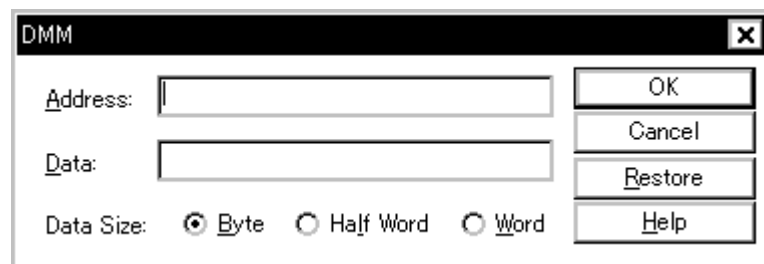 DMM
Address:
OK
Cancel
Data:
Restore
Data Size: Byte Half Word Word
Help